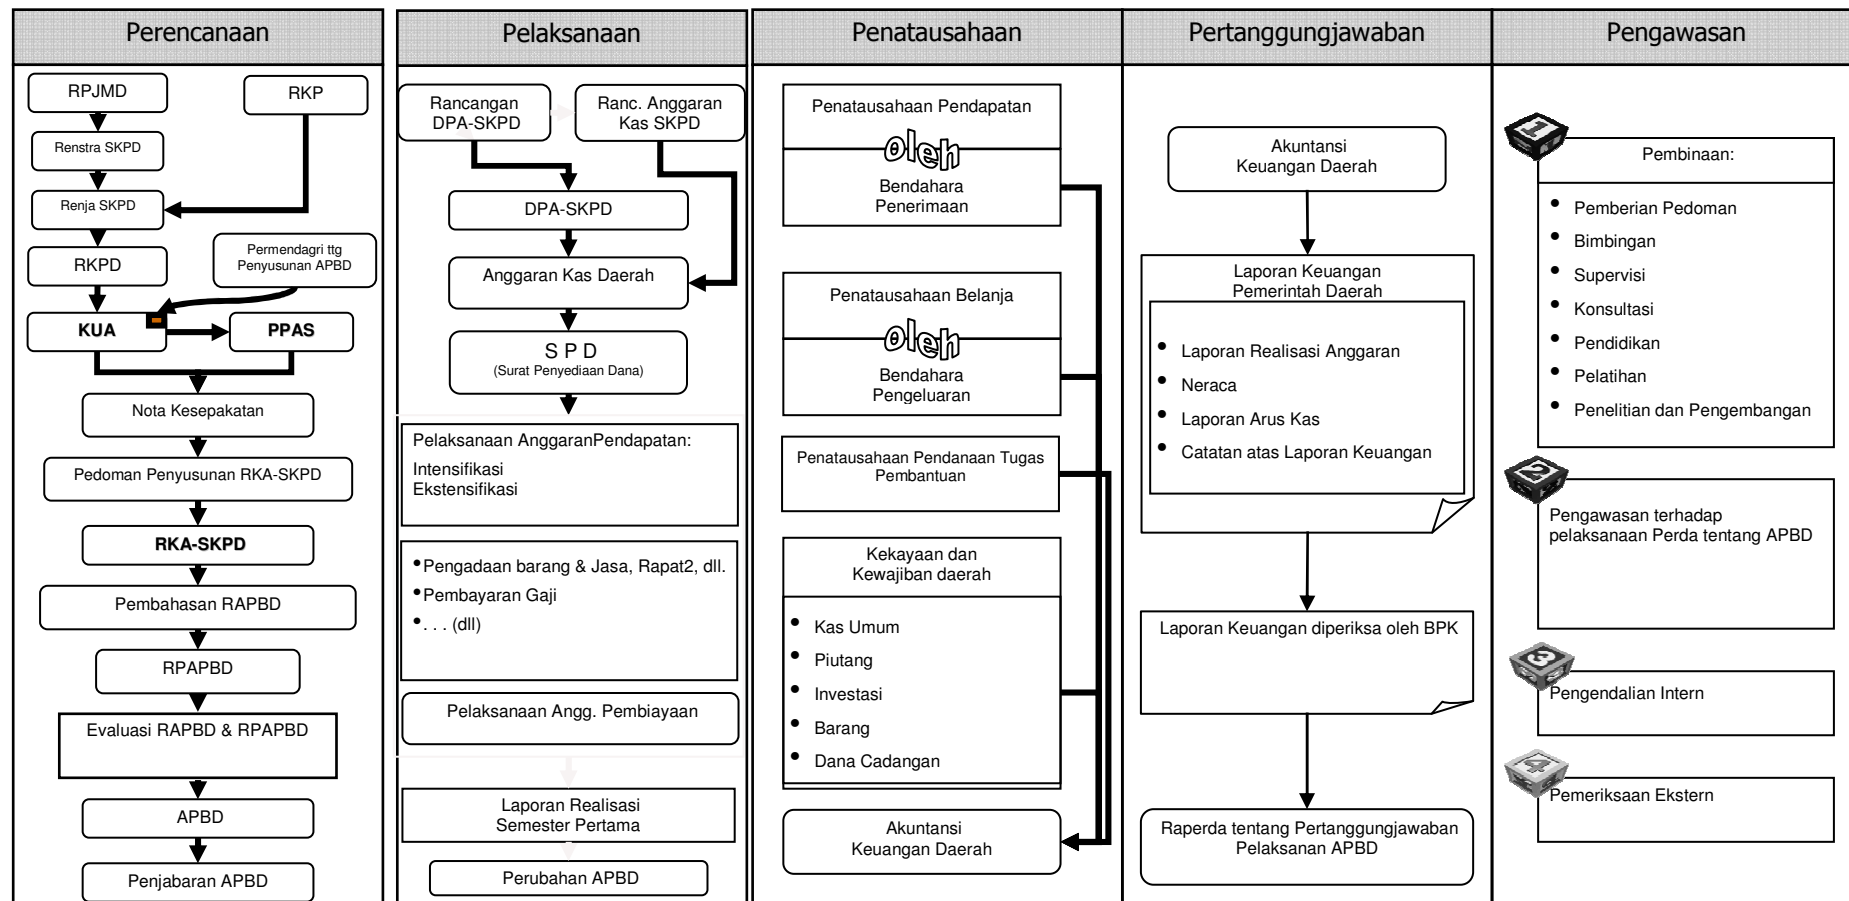 Perencanaan
RPJMD
RKP
Renstra SKPD
Renja SKPD
RKPD
Permendagri ttg
Penyusunan APBD
KUA
PPAS
Nota Kesepakatan
Pedoman Penyusunan RKA-SKPD
RKA-SKPD
Pembahasan RAPBD
RPAPBD
Evaluasi RAPBD & RPAPBD
APBD
Penjabaran APBD
Pelaksanaan
Rancangan
DPA-SKPD
Ranc. Anggaran
Kas SKPD
DPA-SKPD
Anggaran Kas Daerah
S P D
(Surat Penyediaan Dana)
Pelaksanaan AnggaranPendapatan:
Intensifikasi
Ekstensifikasi
• Pengadaan barang & Jasa, Rapat2, dll.
• Pembayaran Gaji
• . . . (dll)
Pelaksanaan Angg. Pembiayaan
Laporan Realisasi
Semester Pertama
Perubahan APBD
Penatausahaan
Penatausahaan Pendapatan
oleh
Bendahara
Penerimaan
Penatausahaan Belanja
oleh
Bendahara
Pengeluaran
Penatausahaan Pendanaan Tugas
Pembantuan
Kekayaan dan
Kewajiban daerah
• Kas Umum
• Piutang
• Investasi
• Barang
• Dana Cadangan
Akuntansi
Keuangan Daerah
Pertanggungjawaban
Akuntansi
Keuangan Daerah
Laporan Keuangan
Pemerintah Daerah
• Laporan Realisasi Anggaran
• Neraca
• Laporan Arus Kas
• Catatan atas Laporan Keuangan
Laporan Keuangan diperiksa oleh BPK
Raperda tentang Pertanggungjawaban
Pelaksanan APBD
Pengawasan
1
Pembinaan:
• Pemberian Pedoman
• Bimbingan
• Supervisi
• Konsultasi
• Pendidikan
• Pelatihan
• Penelitian dan Pengembangan
2
Pengawasan terhadap
pelaksanaan Perda tentang APBD
3
Pengendalian Intern
4
Pemeriksaan Ekstern